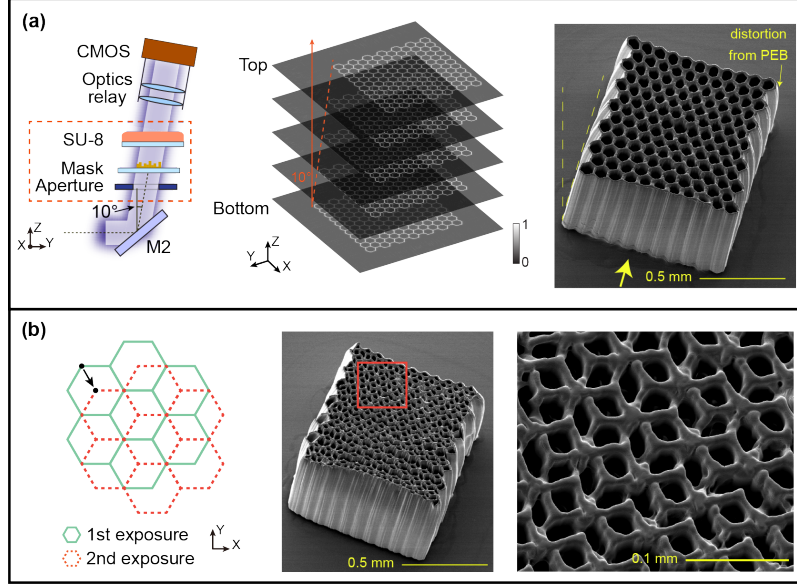 (a)
CMOS
Optics
relay
SU-8
Mask
Aperture
10°
M2
Z
X
Y
Top
10°
Bottom
Z
Y
X
1
0
distortion
from PEB
0.5 mm
(b)
1st exposure
2nd exposure
Y
X
0.5 mm
0.1 mm